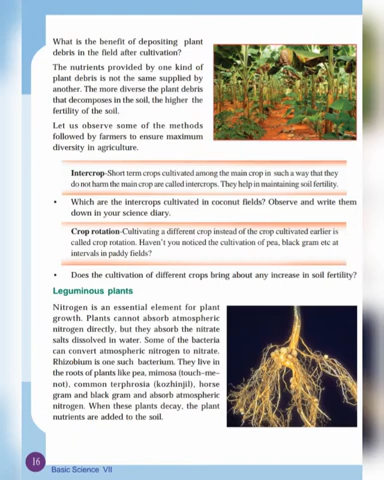 What is the benefit of depositing plant
debris in the field after cultivation?
The nutrients provided by one kind of
plant debris is not the same supplied by
another. The more diverse the plant debris
that decomposes in the soil, the higher the
fertility of the soil.
Let us observe some of the methods
followed by farmers to ensure maximum
diversity in agriculture.
Intercrop-Short term crops cultivated among the main crop in such a way that they
do not harm the main crop are called intercrops. They help in maintaining soil fertility.
• Which are the intercrops cultivated in coconut fields? Observe and write them
down in your science diary.
Crop rotation-Cultivating a different crop instead of the crop cultivated earlier is
called crop rotation. Haven't you noticed the cultivation of pea, black gram etc at
intervals in paddy fields?
• Does the cultivation of different crops bring about any increase in soil fertility?
Leguminous plants
Nitrogen is an essential element for plant
growth. Plants cannot absorb atmospheric
nitrogen directly, but they absorb the nitrate
salts dissolved in water. Some of the bacteria
can convert atmospheric nitrogen to nitrate.
Rhizobium is one such bacterium. They live in
the roots of plants like pea, mimosa (touch-me-
not), common terphrosia (kozhinjil), horse
gram and black gram and absorb atmospheric
nitrogen. When these plants decay, the plant
nutrients are added to the soil.
16
Basic Science VII